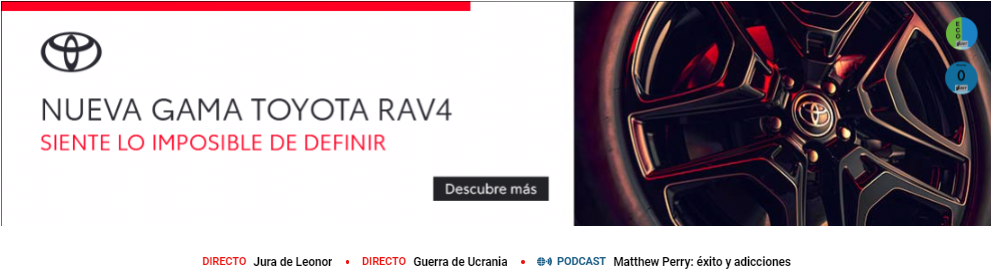 NUEVA GAMA TOYOTA RAV4
SIENTE LO IMPOSIBLE DE DEFINIR
Descubre más
ECO
0
DIRECTO Jura de Leonor • DIRECTO Guerra de Ucrania • PODCAST Matthew Perry: éxito y adicciones